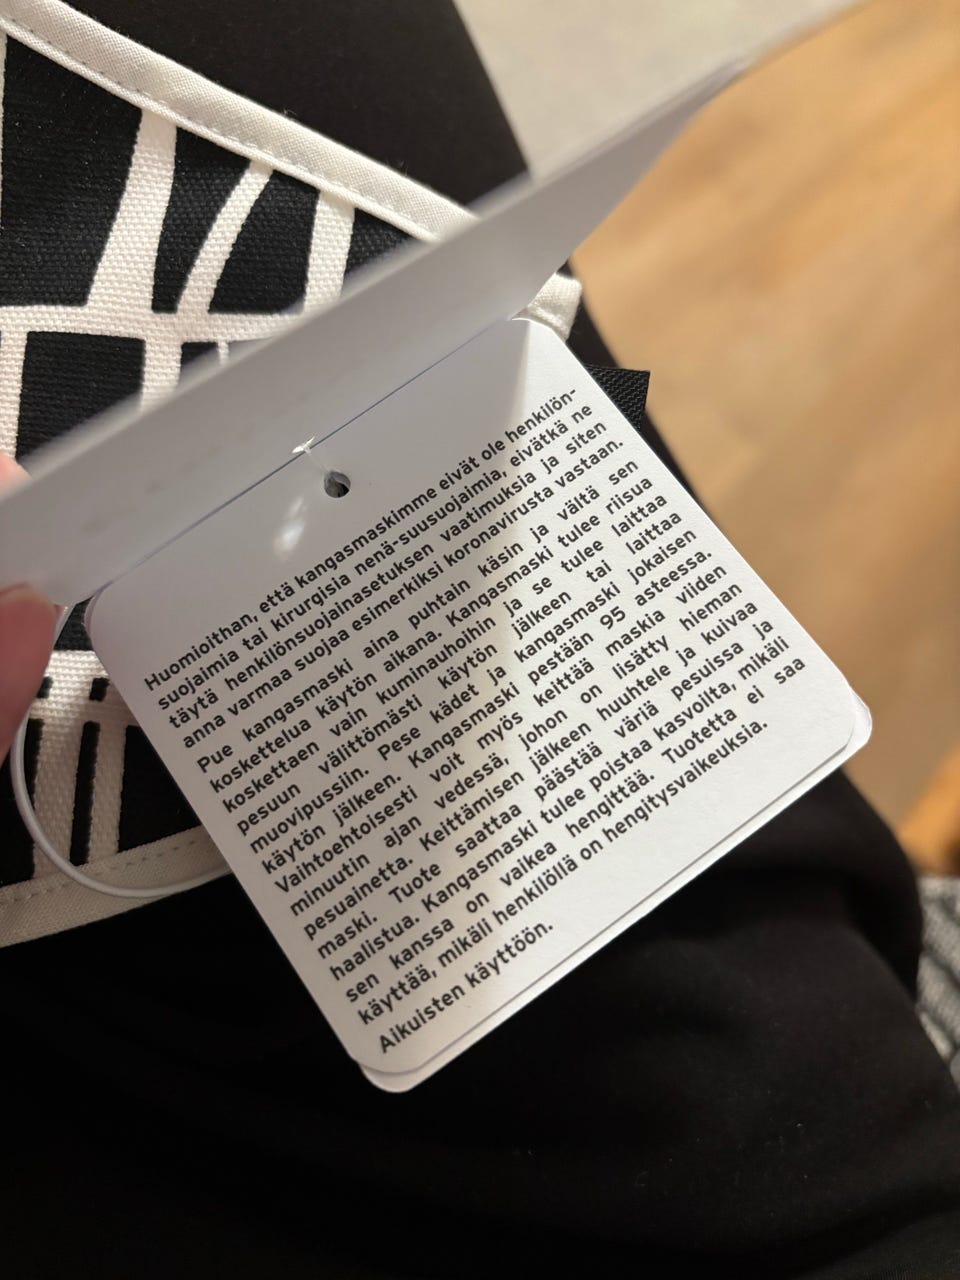 Huomioithan, että kangasmaskimme eivät ole henkilön-
suojaimia tai kirurgisia nenä-suusuojaimia, eivätkä ne
täytä henkilönsuojainasetuksen vaatimuksia ja siten
anna varmaa suojaa esimerkiksi koronavirusta vastaan.
Pue kangasmaski aina puhtain käsin ja vältä sen
koskettelua käytön aikana. Kangasmaski tulee riisua
koskettaen vain kuminauhoihin ja se tulee laittaa
pesuun välittömästi käytön jälkeen tai laittaa
muovipussiin. Pese kädet ja kangasmaski jokaisen
käytön jälkeen. Kangasmaski pestään 95 asteessa.
Vaihtoehtoisesti voit myös keittää maskia viiden
minuutin ajan vedessä, johon on lisätty hieman
pesuainetta. Keittämisen jälkeen huuhtele ja kuivaa
maski. Tuote saattaa päästää väriä pesuissa ja
haalistua. Kangasmaski tulee poistaa kasvoilta, mikäli
sen kanssa on vaikea hengittää. Tuotetta ei saa
käyttää, mikäli henkilöllä on hengitysvaikeuksia.
Aikuisten käyttöön.